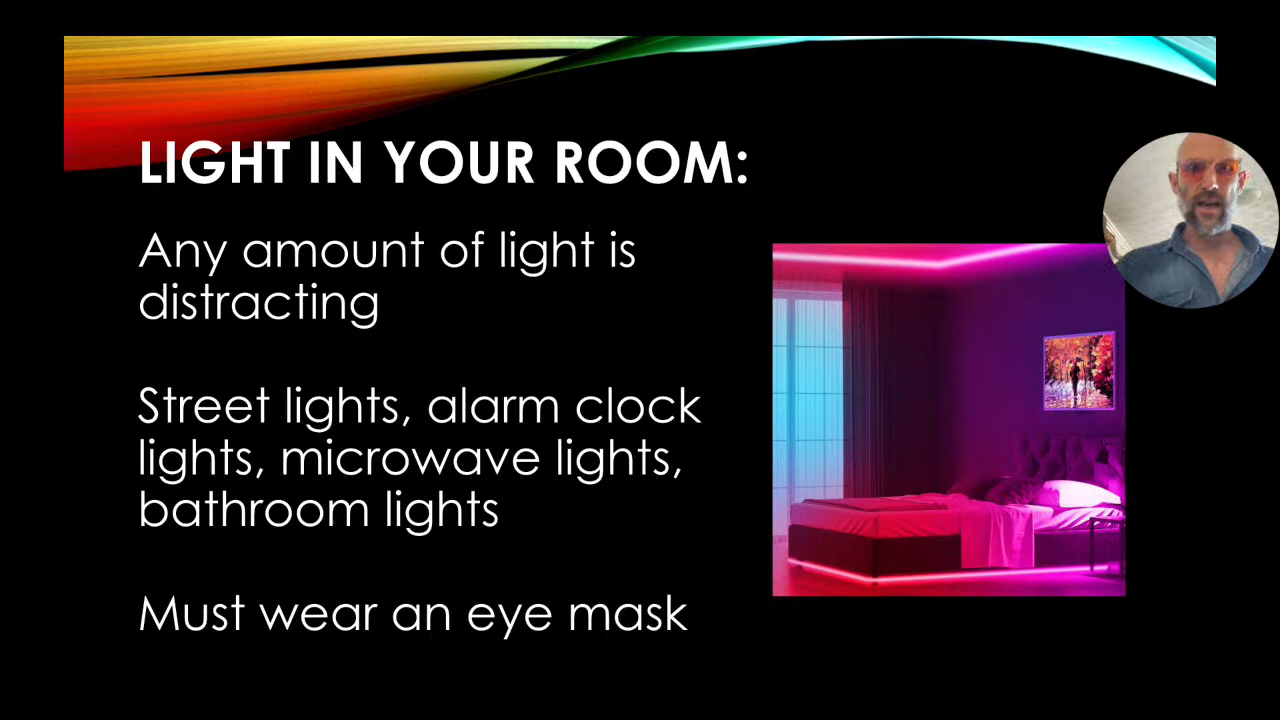 LIGHT IN YOUR ROOM:
Any amount of light is
distracting
Street lights, alarm clock
lights, microwave lights,
bathroom lights
Must wear an eye mask